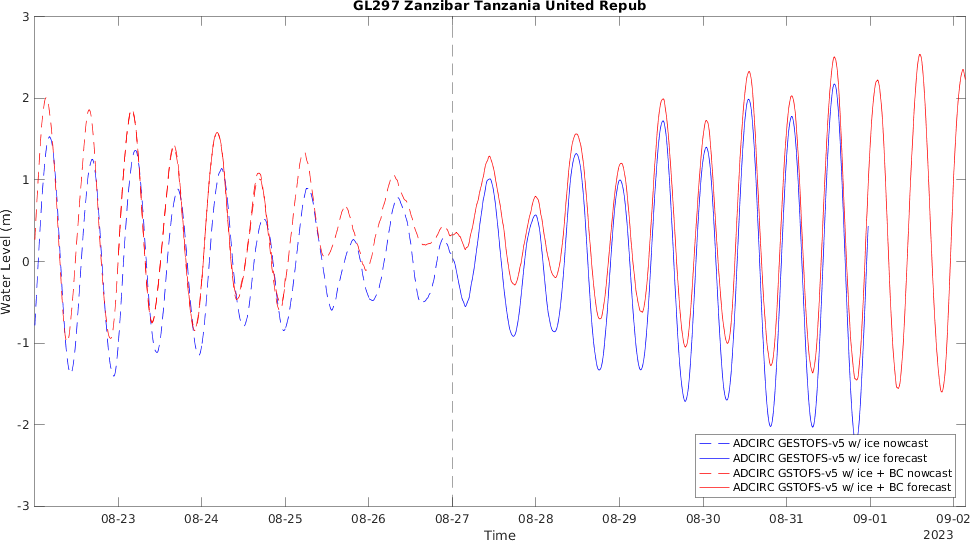 GL297 Zanzibar Tanzania United Repub
Water Level (m)
3
2
1
0
-1
-2
-3
08-23
08-24
08-25
08-26
08-27
08-28
08-29
08-30
08-31
09-01
09-02
2023
Time
ADCIRC GESTOFS-v5 w/ ice nowcast
ADCIRC GESTOFS-v5 w/ ice forecast
ADCIRC GSTOFS-v5 w/ ice + BC nowcast
ADCIRC GSTOFS-v5 w/ ice + BC forecast